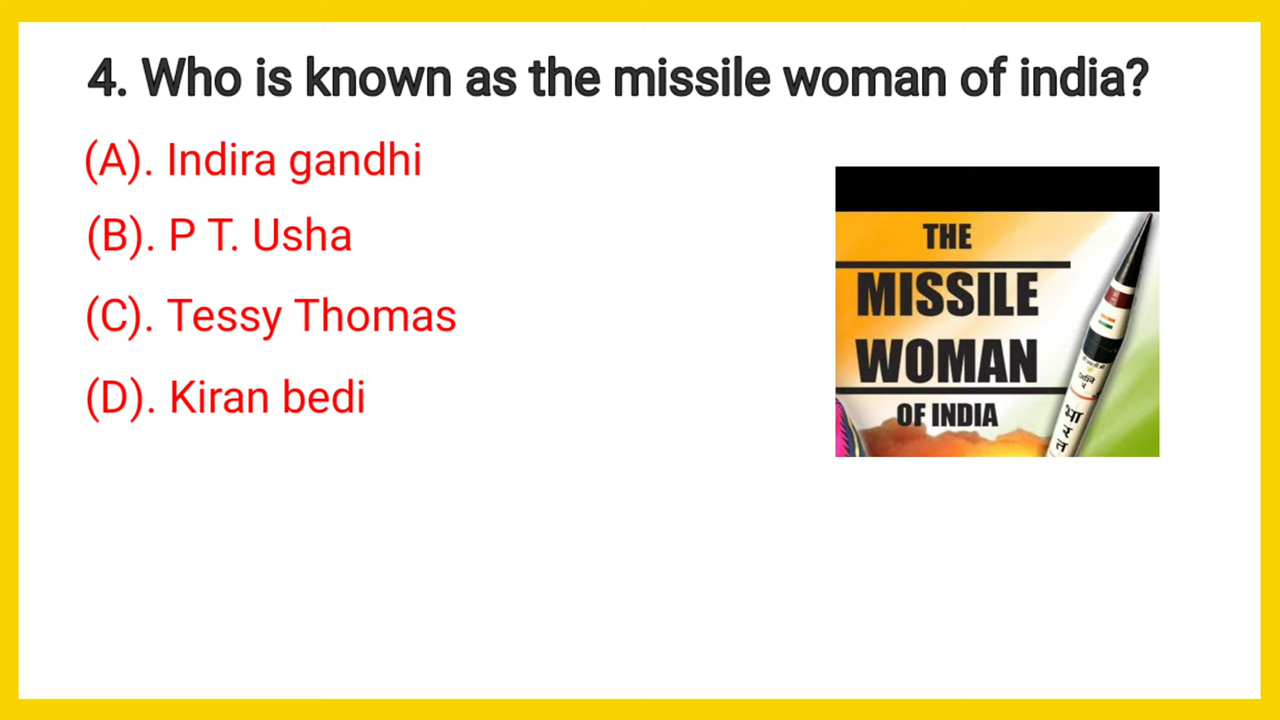 4. Who is known as the missile woman of india?
(A). Indira gandhi
(B). P T. Usha
(C). Tessy Thomas
(D). Kiran bedi
THE
MISSILE
WOMAN
OF INDIA